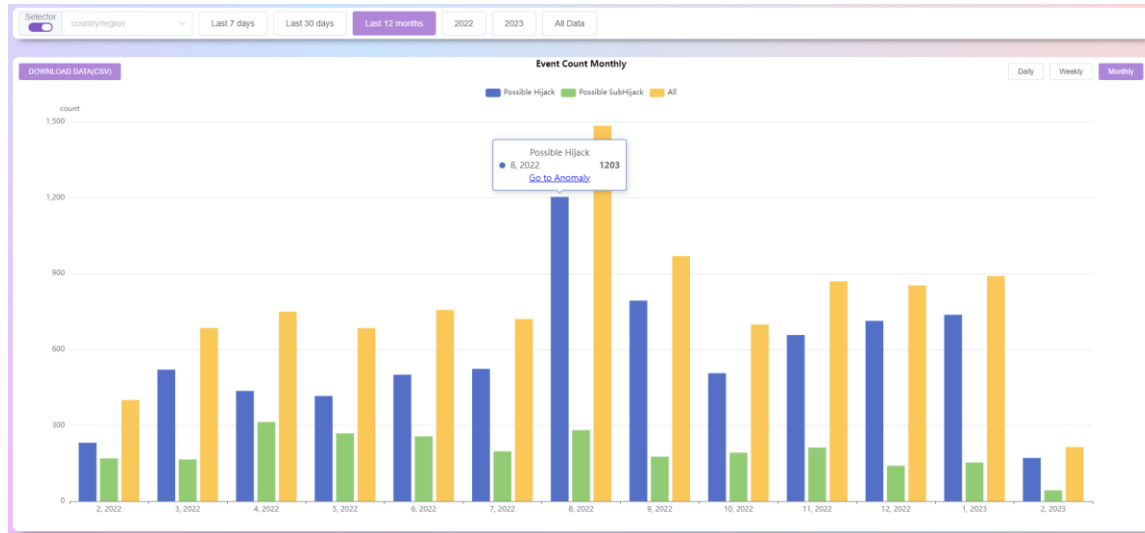 Selector
country/region
Last 7 days
Last 30 days
Last 12 months
2022
2023
All Data
DOWNLOAD DATA(CSV)
Event Count Monthly
Daily
Weekly
Monthly
Possible Hijack
Possible SubHijack
All
count
1,500
1,200
900
600
300
0
Possible Hijack
8, 2022 1203
Go to Anomaly
2, 2022
3, 2022
4, 2022
5, 2022
6, 2022
7, 2022
8, 2022
9, 2022
10, 2022
11, 2022
12, 2022
1, 2023
2, 2023